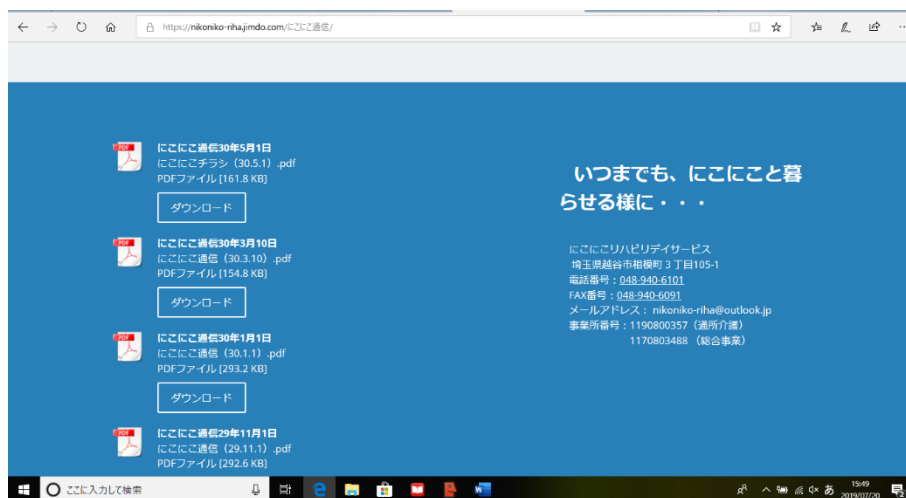 https://nikoniko-riha.jimdo.com/にこにこ通信/
PDF
にこにこ通信30年5月1日
にこにこチラシ（30.5.1）.pdf
PDFファイル [161.8 KB]
ダウンロード
PDF
にこにこ通信30年3月10日
にこにこ通信（30.3.10）.pdf
PDFファイル [154.8 KB]
ダウンロード
PDF
にこにこ通信30年1月1日
にこにこ通信（30.1.1）.pdf
PDFファイル [293.2 KB]
ダウンロード
PDF
にこにこ通信29年11月1日
にこにこ通信（29.11.1）.pdf
PDFファイル [292.6 KB]
いつまでも、にこにこと暮
らせる様に・・・
にこにこリハビリデイサービス
埼玉県越谷市相模町３丁目105-1
電話番号：048-940-6101
FAX番号：048-940-6091
メールアドレス： nikoniko-riha@outlook.jp
事業所番号：1190800357（通所介護）
1170803488（総合事業）
ここに入力して検索
あ
15:49
2019/07/20